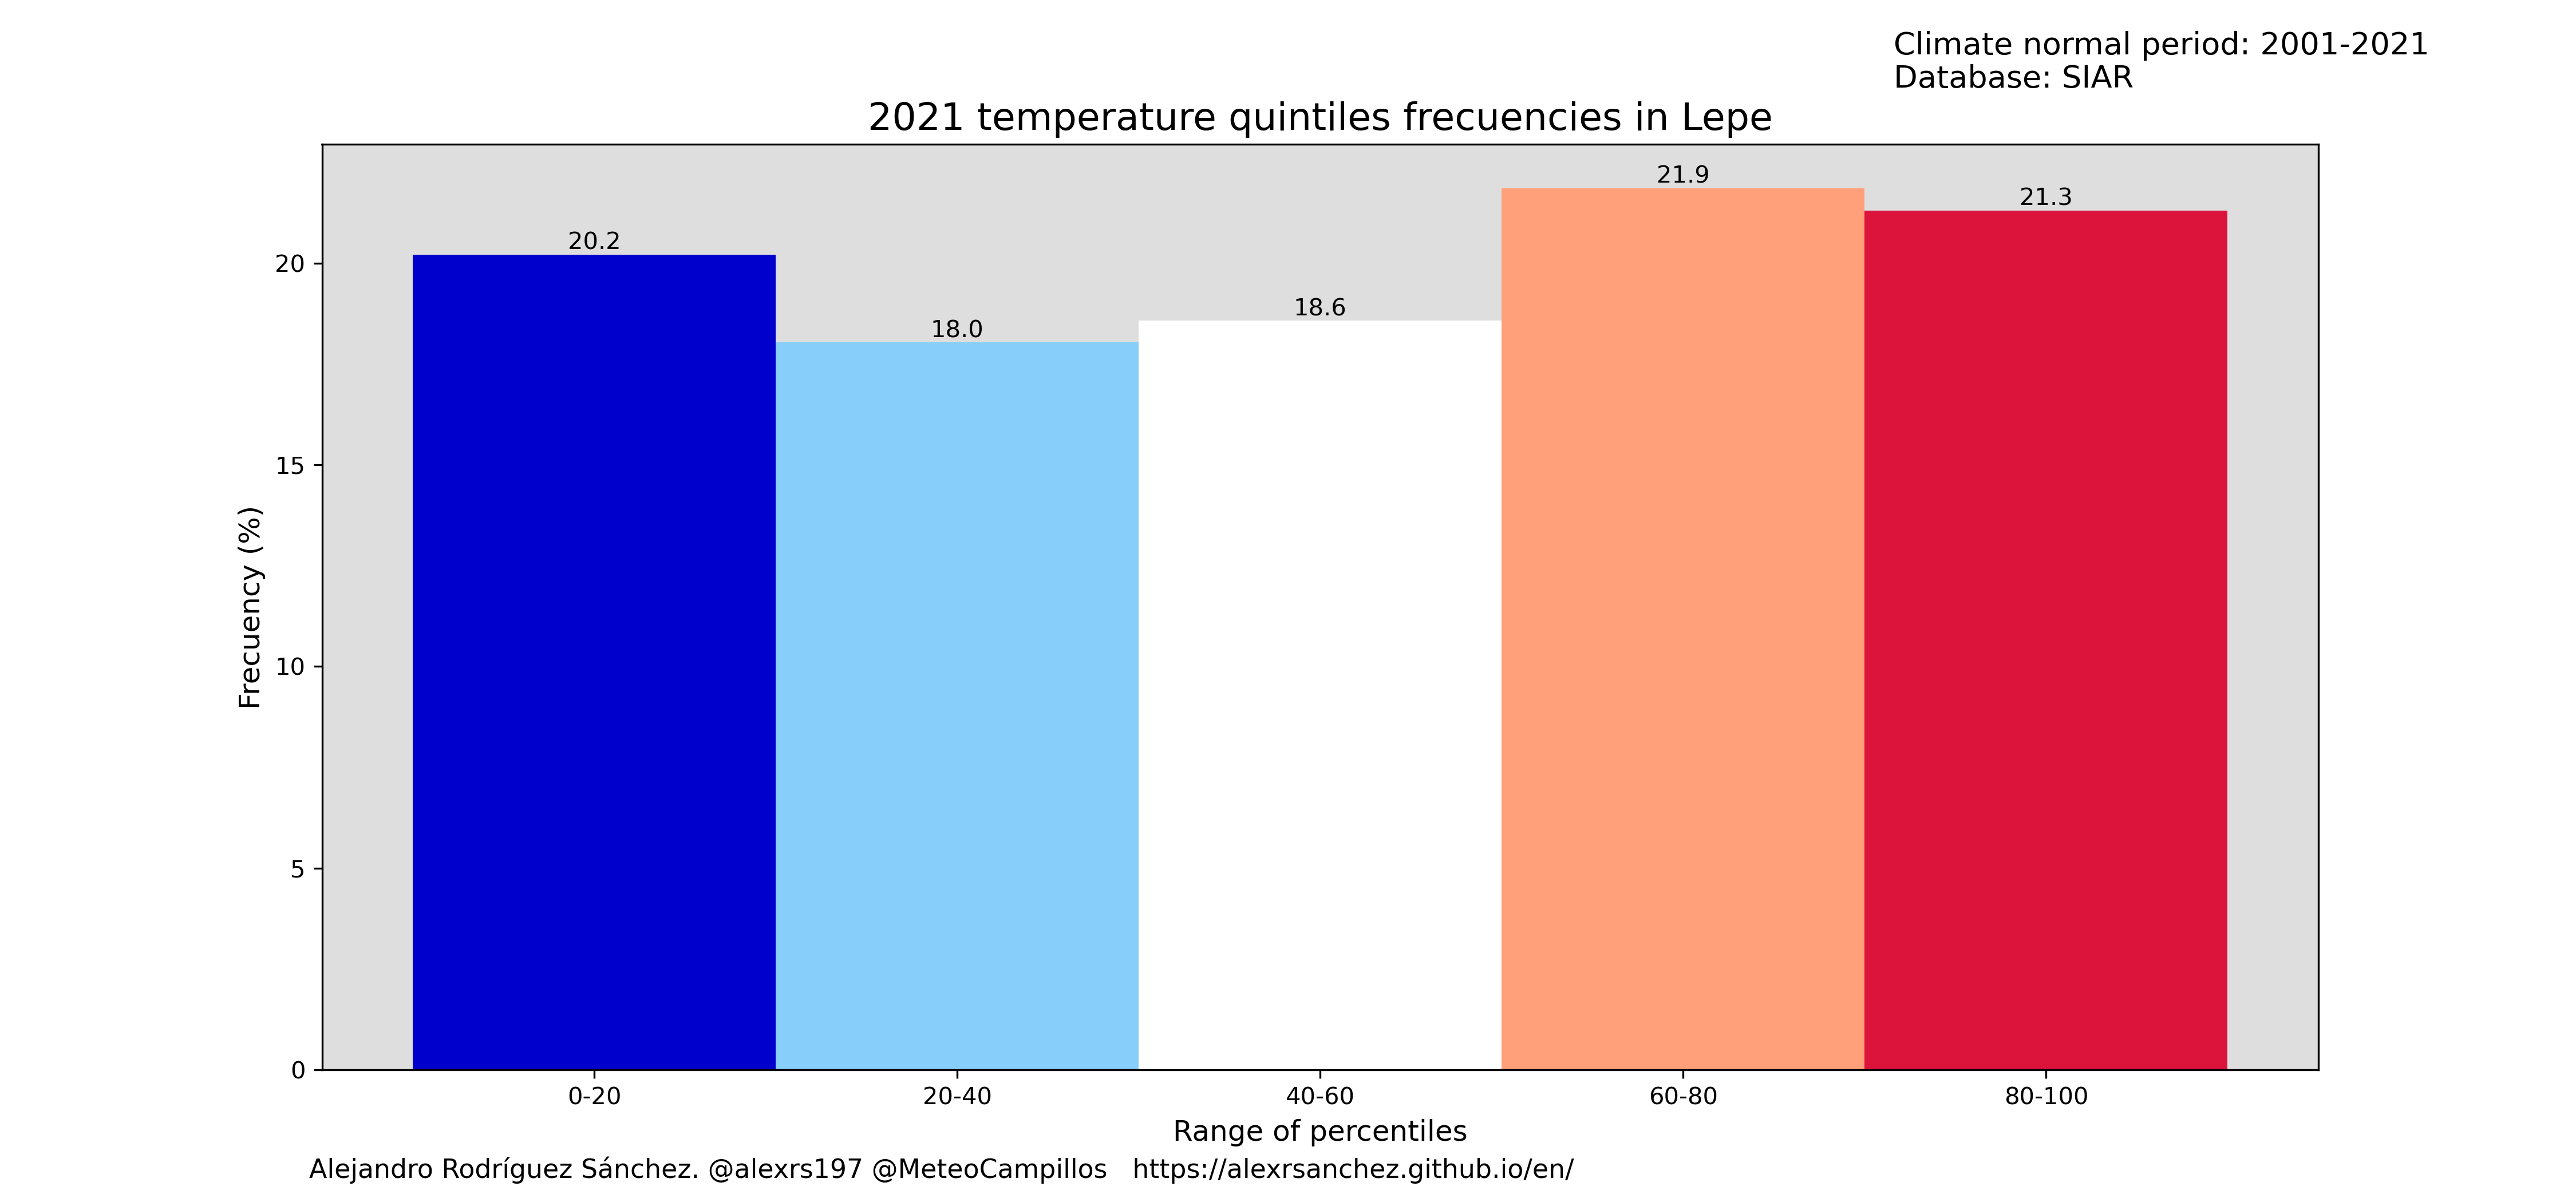 Climate normal period: 2001-2021
Database: SIAR
2021 temperature quintiles frecuencies in Lepe
21.9
21.3
20.2
18.6
18.0
20
15
10
5
0
Frecuency (%)
0-20 20-40 40-60 60-80 80-100
Range of percentiles
Alejandro Rodríguez Sánchez. @alexrs197 @MeteoCampillos https://alexrsanchez.github.io/en/